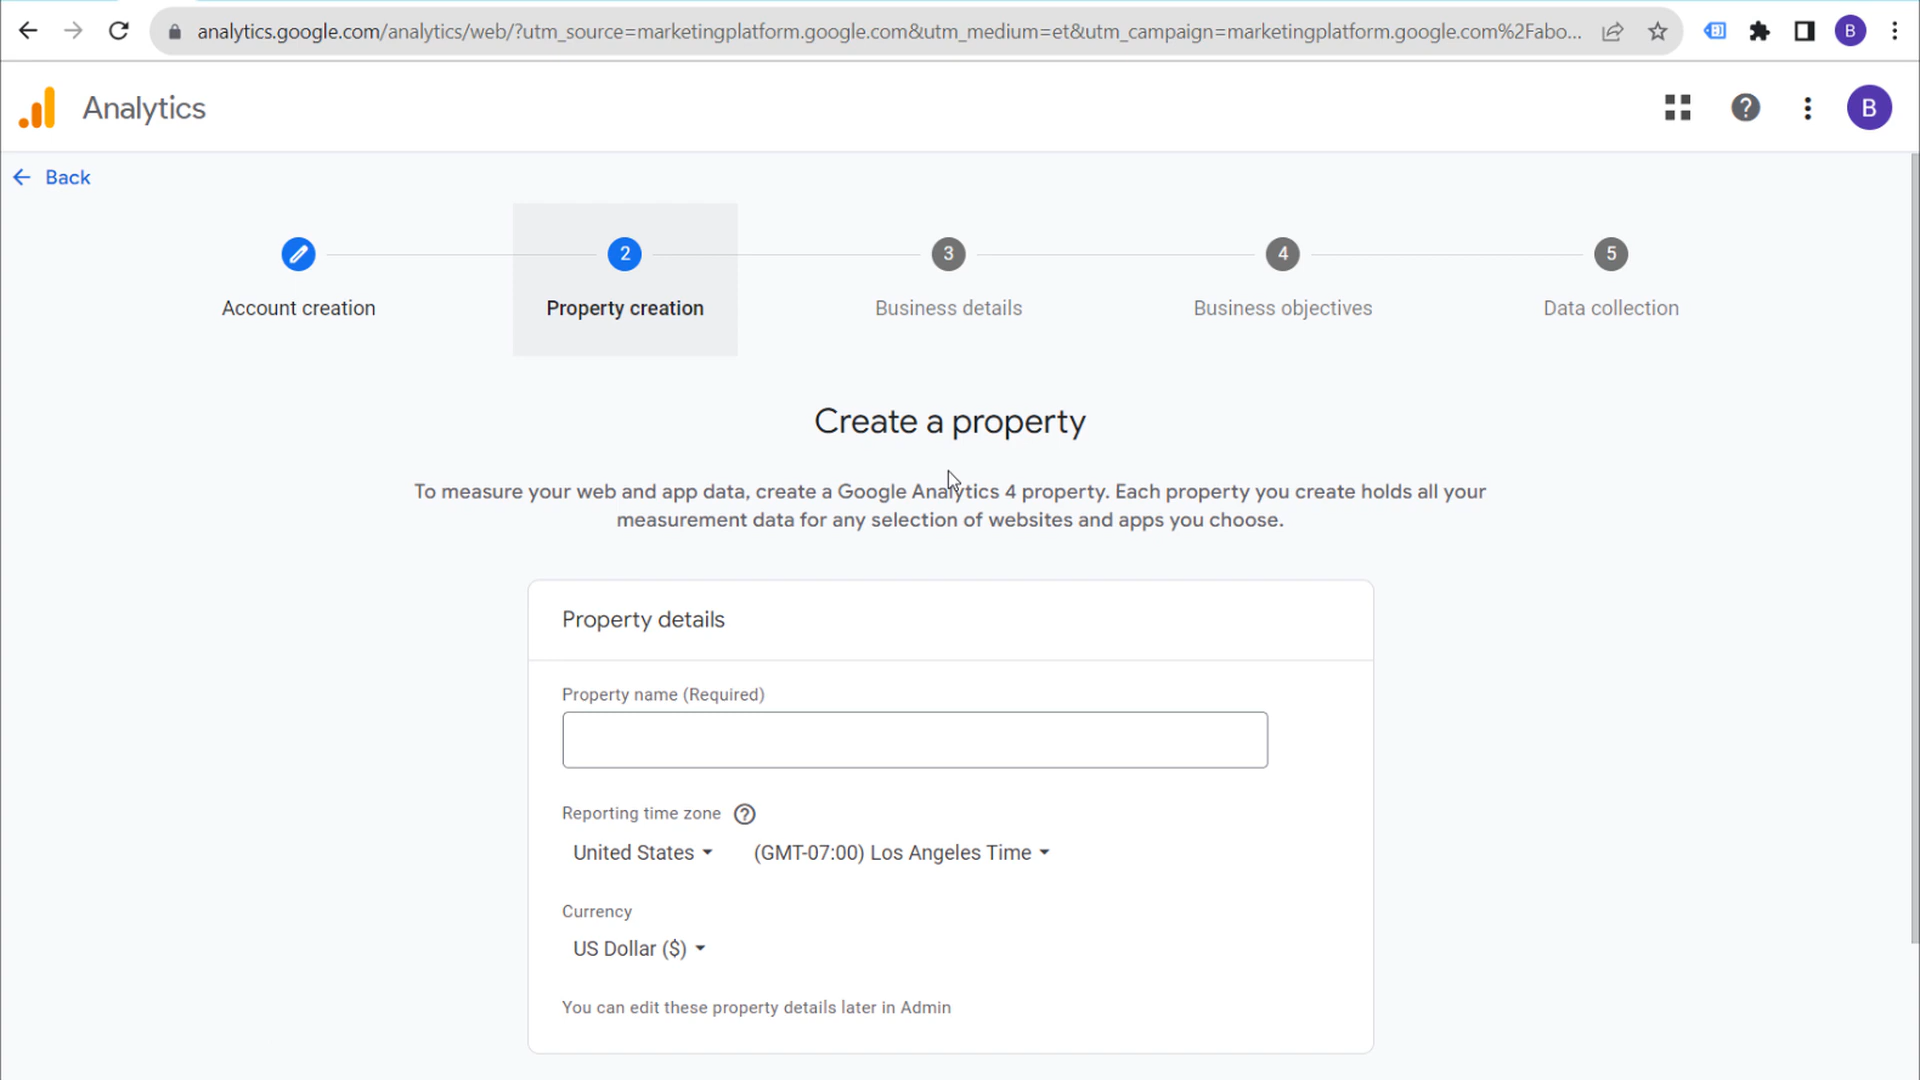 analytics.google.com/analytics/web/?utm_source=marketingplatform.google.com&utm_medium=et&utm_campaign=marketingplatform.google.com%2Fabo...
B
Analytics
B
Back
2
3
4
5
Account creation
Property creation
Business details
Business objectives
Data collection
Create a property
To measure your web and app data, create a Google Analytics 4 property. Each property you create holds all your
measurement data for any selection of websites and apps you choose.
Property details
Property name (Required)
Reporting time zone ?
United States (GMT-07:00) Los Angeles Time
Currency
US Dollar ($)
You can edit these property details later in Admin